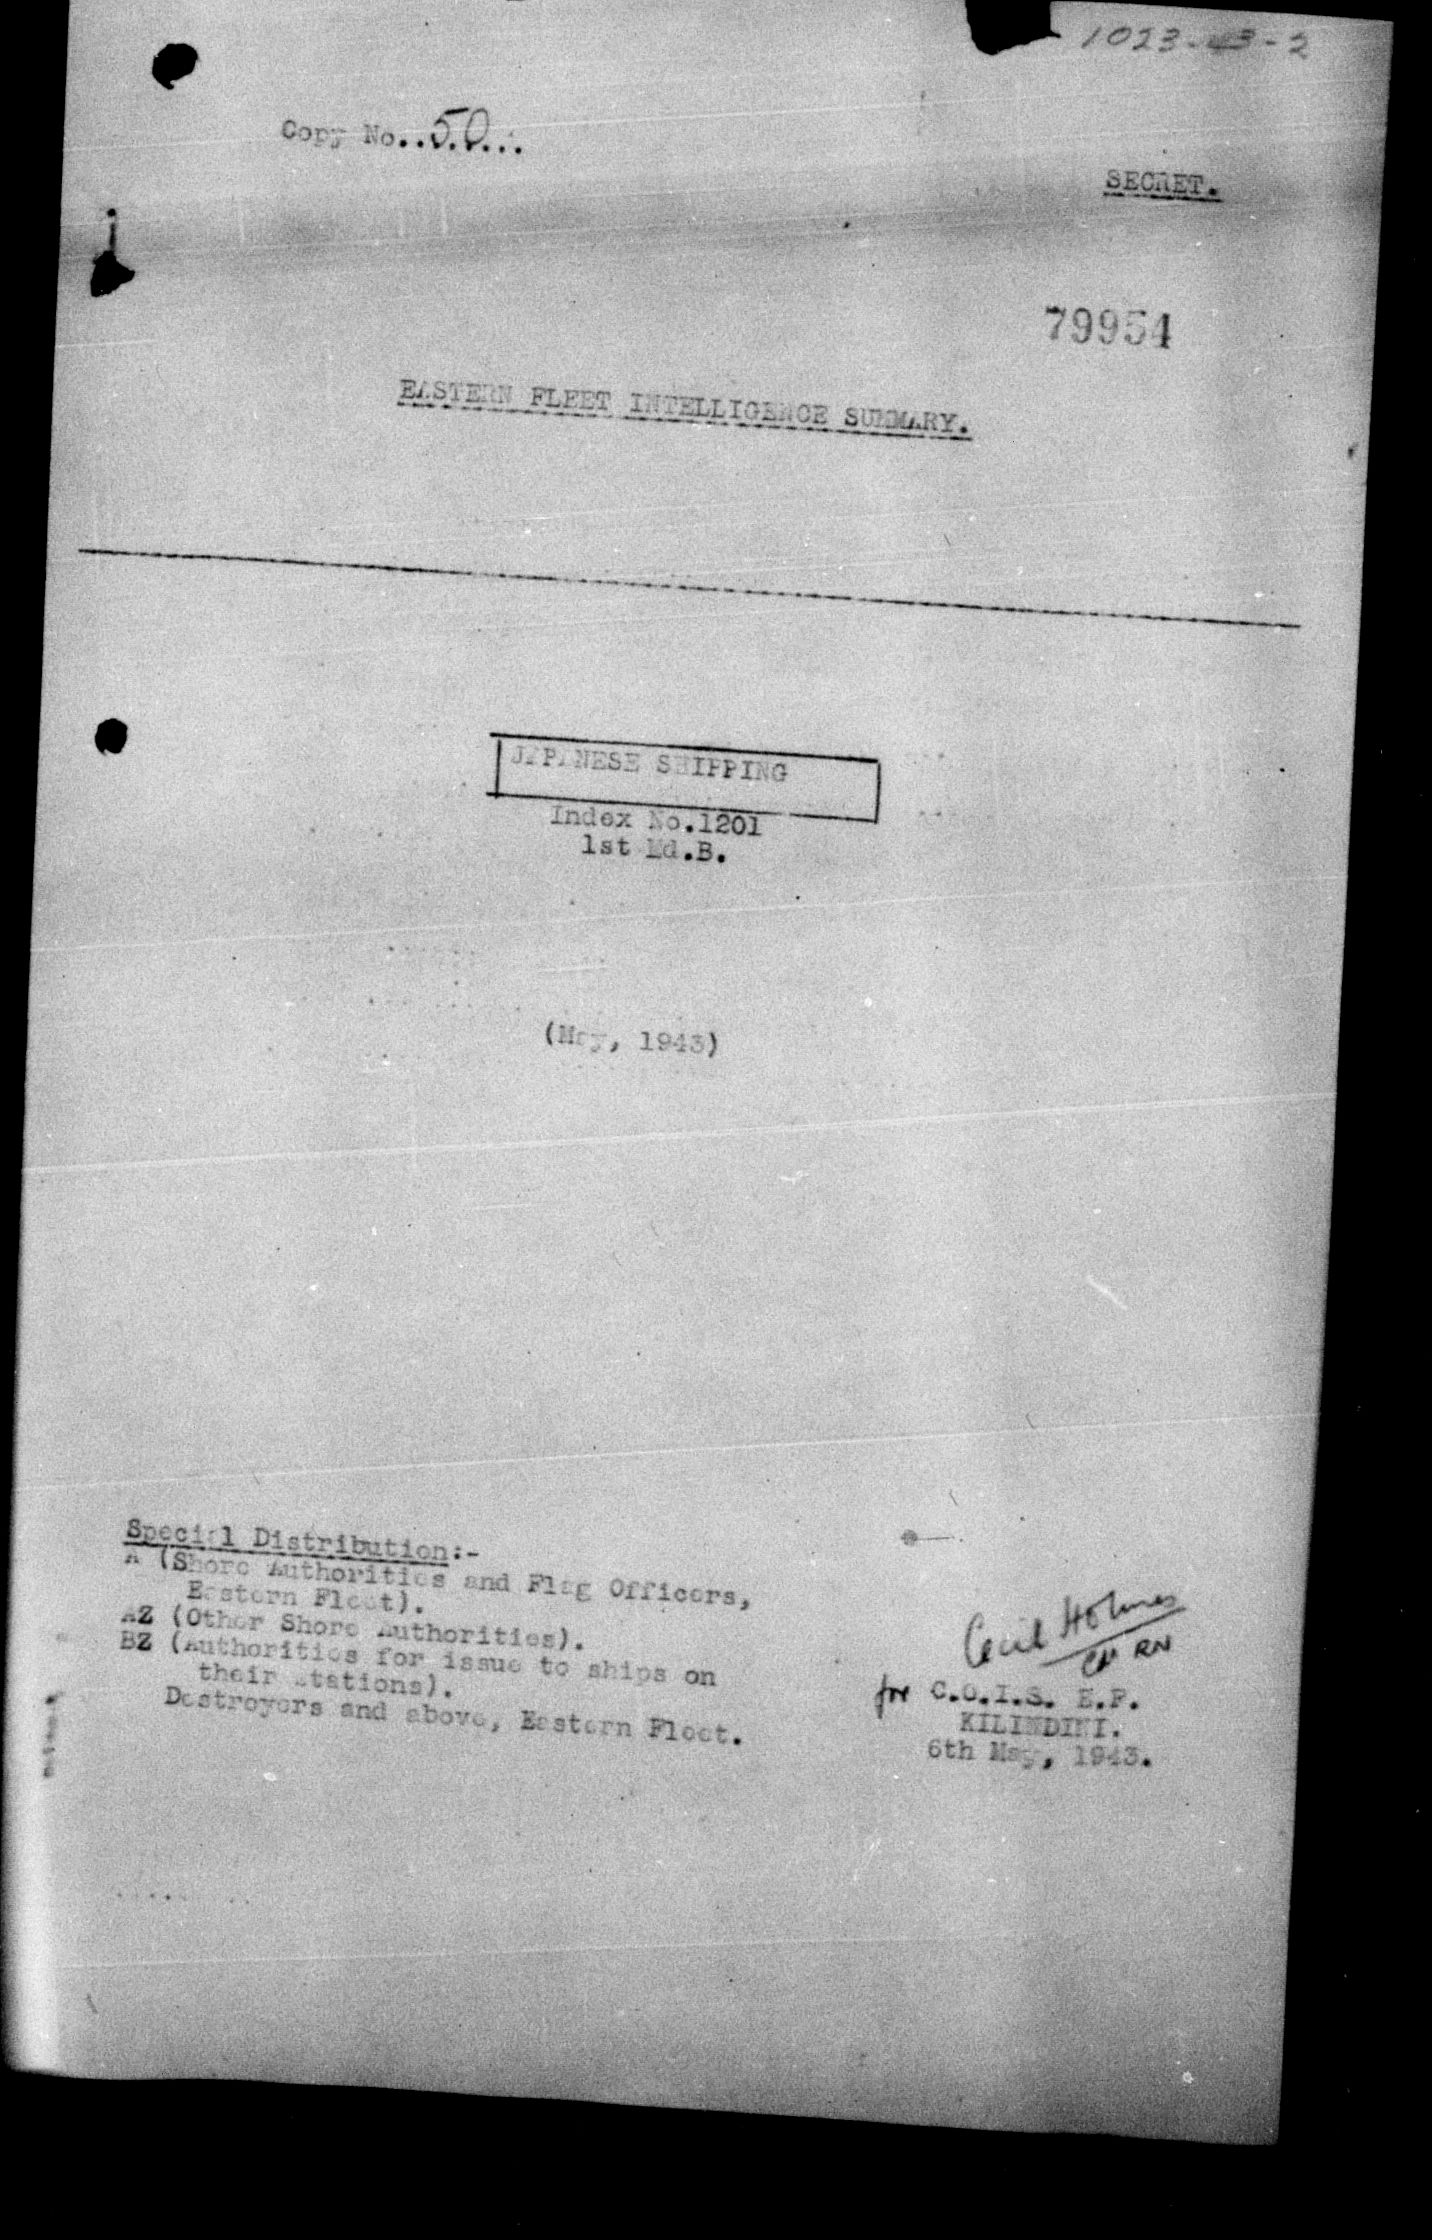 1023-43-2
Copy No..50...
SECRET.
79954
EASTERN FLEET INTELLIGENCE SUMMARY.
JAPANESE SHIPPING
Index No.1201
1st Ed.B.
(May, 1943)
Special Distribution:-
A (Shore Authorities and Flag Officers,
Eastern Fleet).
AZ (Other Shore Authorities).
BZ (Authorities for issue to ships on
their stations).
Destroyers and above, Eastern Fleet.
Cecil Holmes
RN
for C.O.I.S. E.F.
KILINDINI.
6th May, 1943.